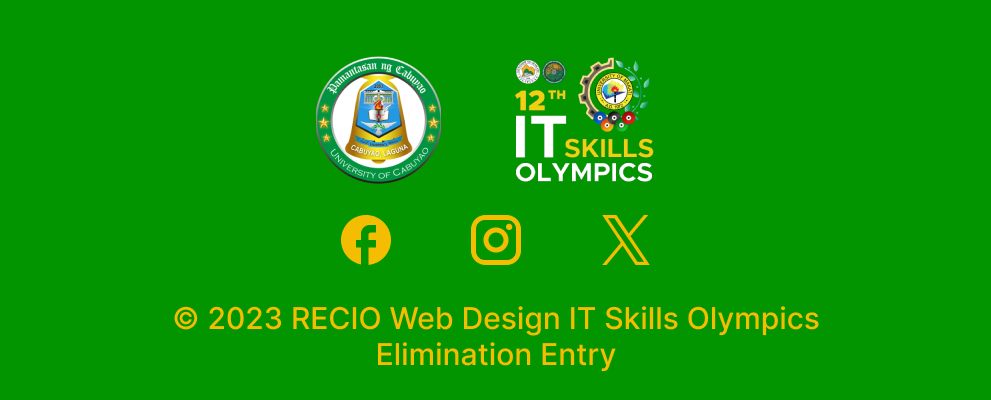 Pamantasan ng Cabuyao
CABUYAO, LAGUNA
UNIVERSITY OF CABUYAO
12TH
IT SKILLS
OLYMPICS
© 2023 RECIO Web Design IT Skills Olympics
Elimination Entry